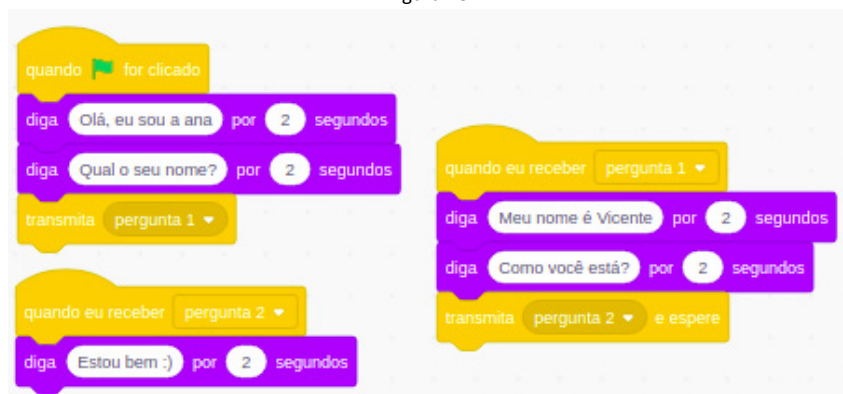 quando for clicado
diga Olá, eu sou a ana por 2 segundos
diga Qual o seu nome? por 2 segundos
transmita pergunta 1
quando eu receber pergunta 2
diga Estou bem :) por 2 segundos
quando eu receber pergunta 1
diga Meu nome é Vicente por 2 segundos
diga Como você está? por 2 segundos
transmita pergunta 2 e espere